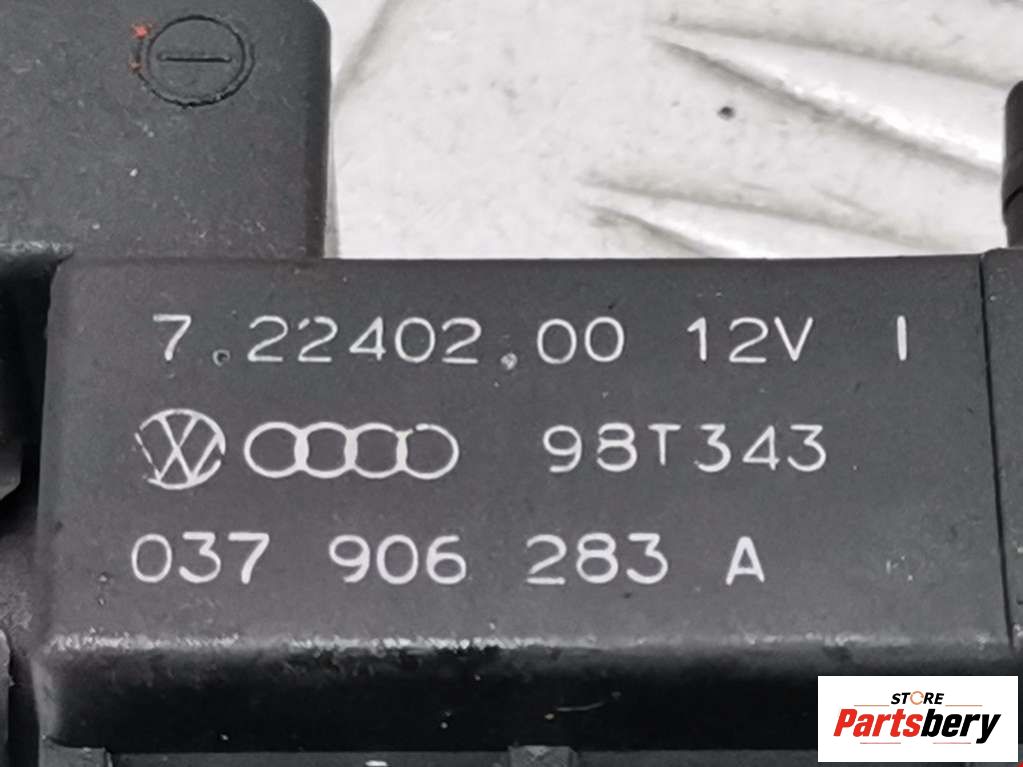 7.22402.00 12V I
98T343
037 906 283 A
STORE
Partsbery